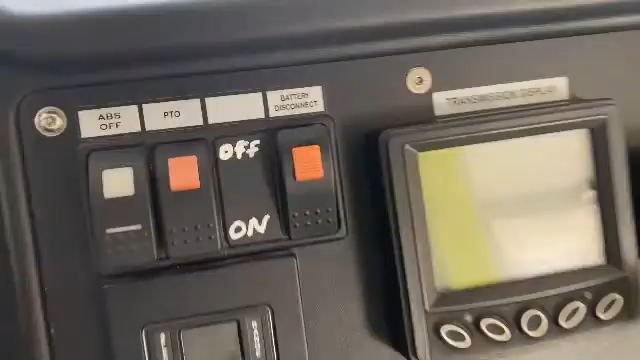 ABS
OFF
PTO
BATTERY
DISCONNECT
TRANSMISSION DISPLAY
OFF
ON